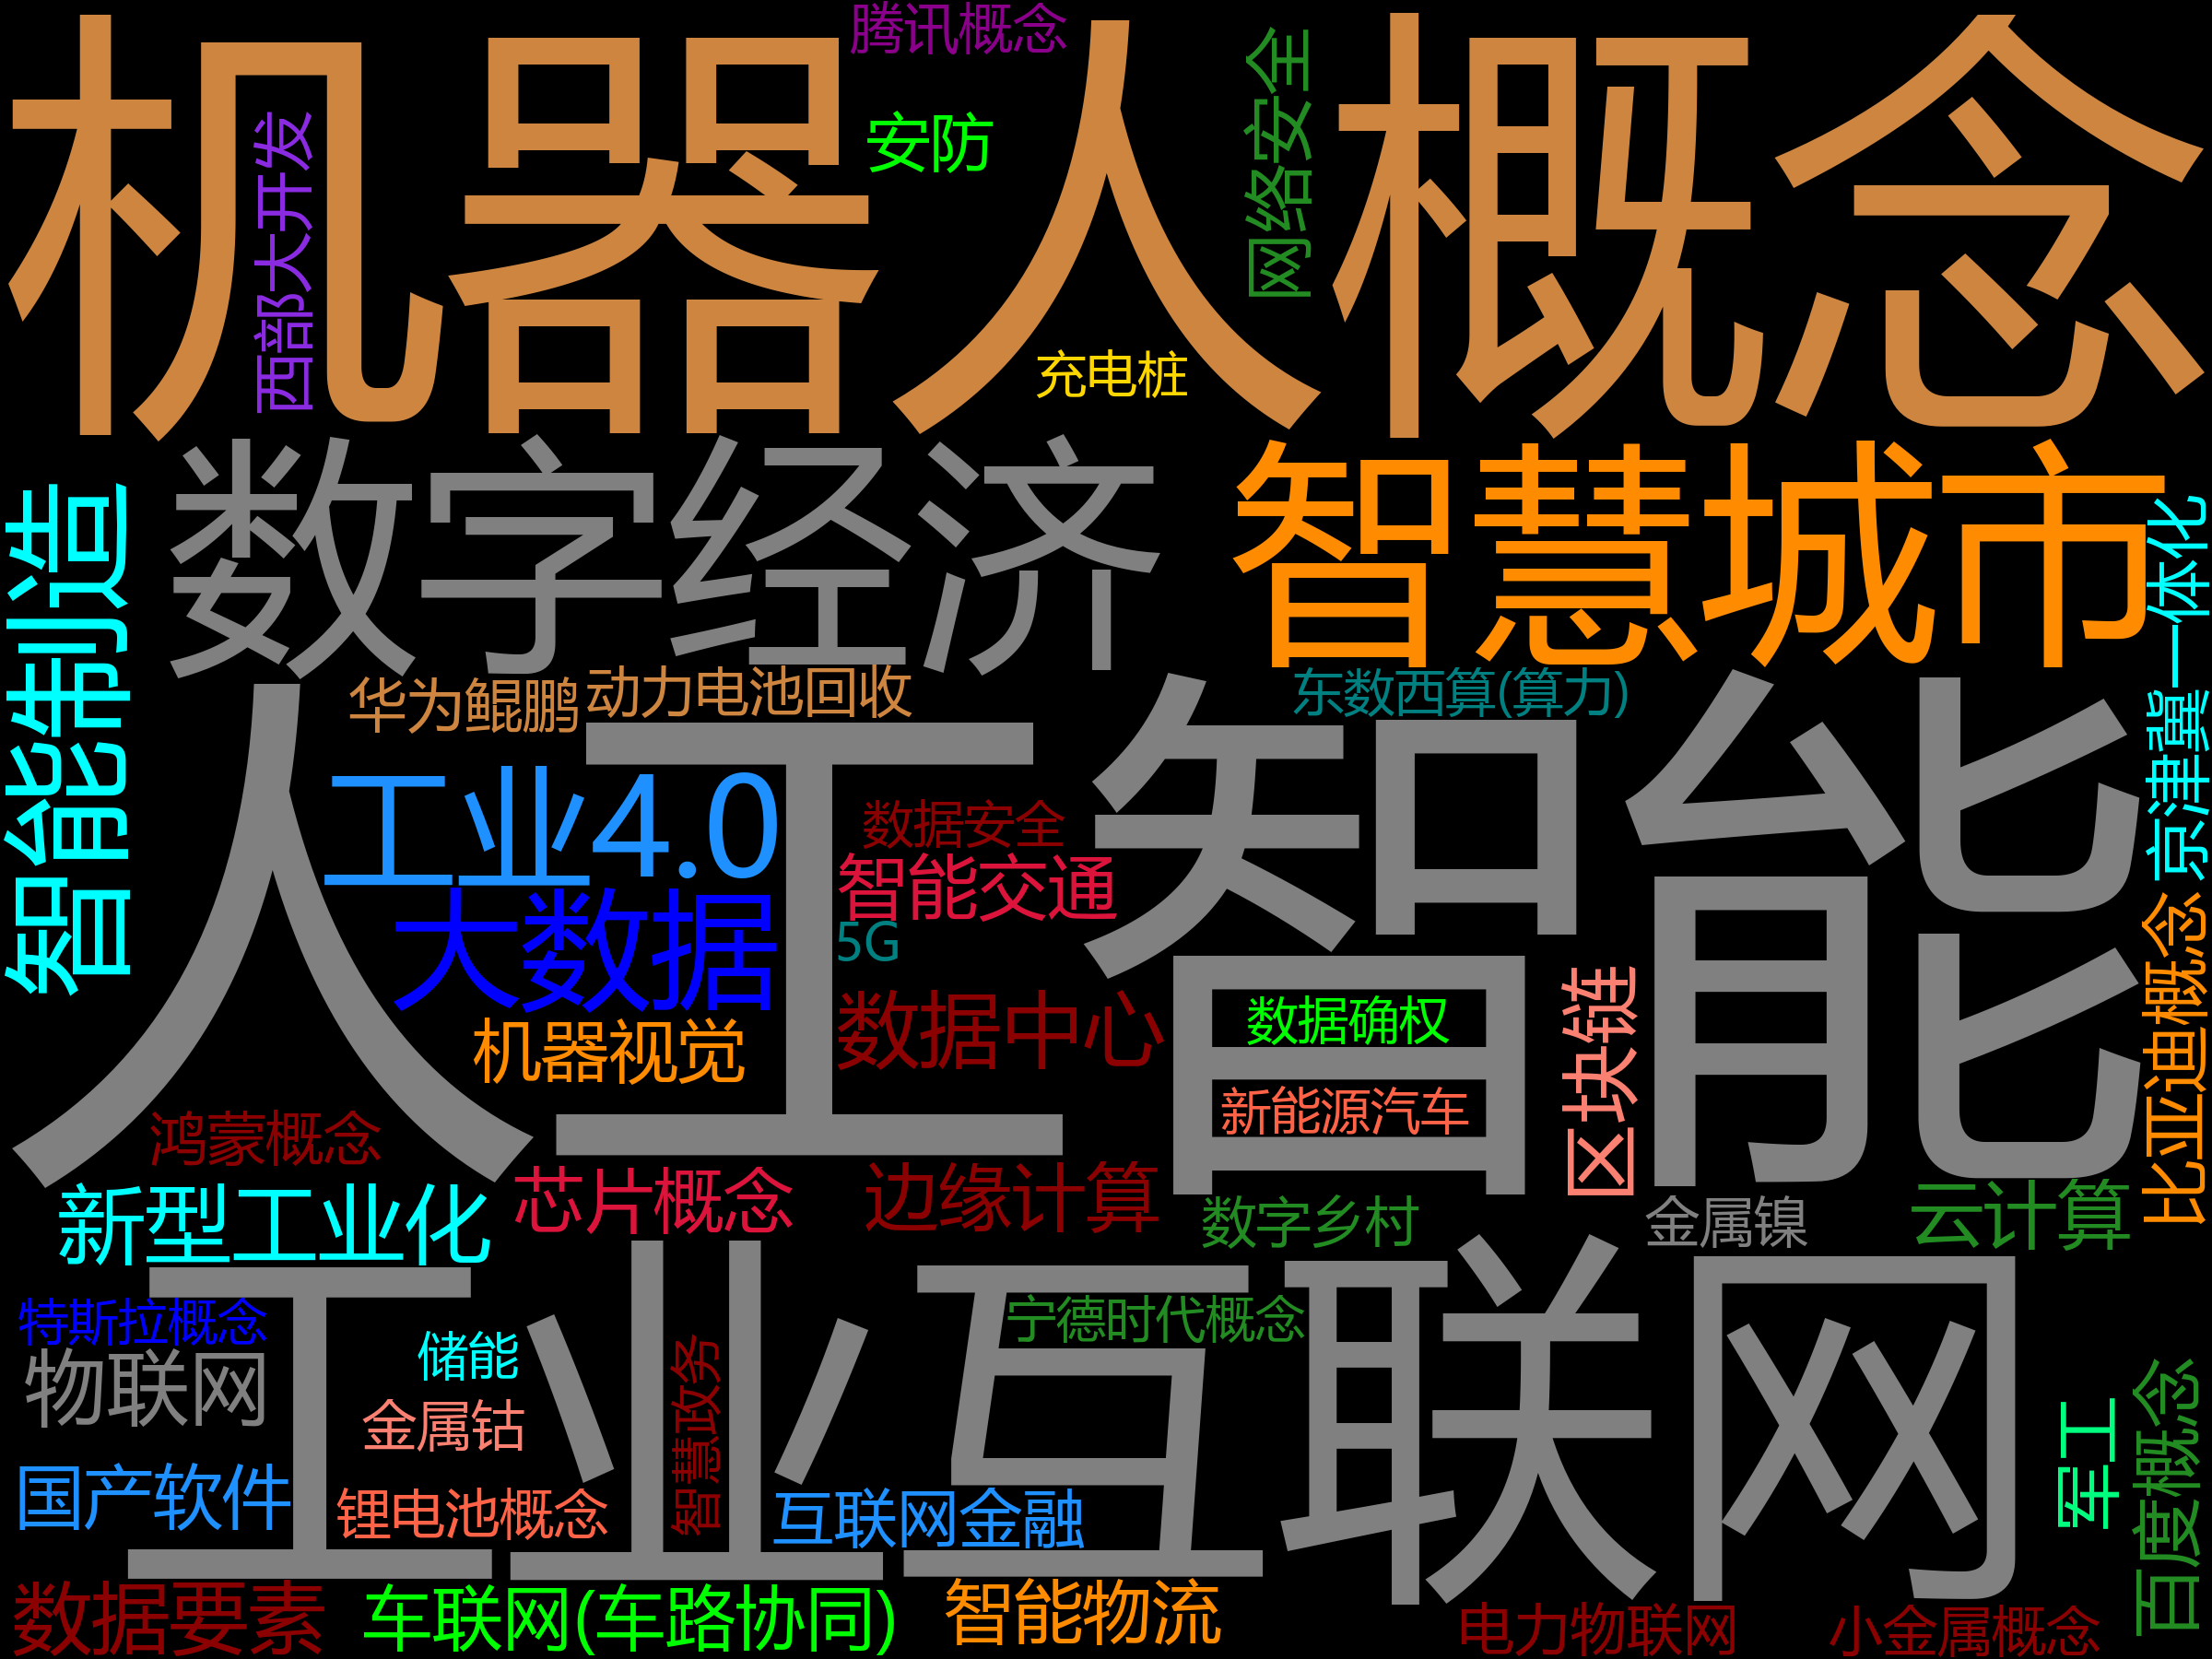 腾讯概念
机器人概念
安防
网络安全
西部大开发
充电桩
数字经济
智慧城市
智能制造
京津冀一体化
华为鲲鹏
动力电池回收
东数西算(算力)
人工智能
工业4.0
数据安全
智能交通
大数据
5G
数据中心
数据确权
机器视觉
新能源汽车
区块链
比亚迪概念
鸿蒙概念
芯片概念
边缘计算
新型工业化
数字乡村
金属镍
云计算
工业互联网
特斯拉概念
宁德时代概念
储能
物联网
智慧政务
金属钴
军工
百度概念
国产软件
锂电池概念
互联网金融
数据要素
车联网(车路协同)
智能物流
电力物联网
小金属概念